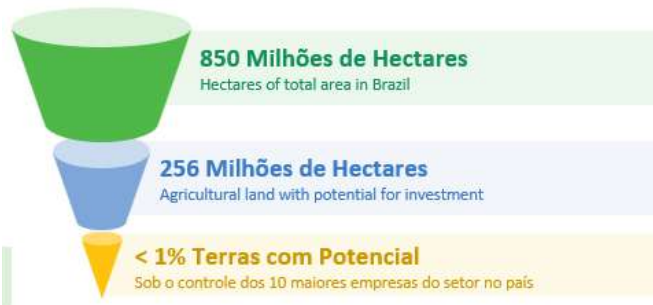 850 Milhões de Hectares
Hectares of total area in Brazil
256 Milhões de Hectares
Agricultural land with potential for investment
< 1% Terras com Potencial
Sob o controle dos 10 maiores empresas do setor no país